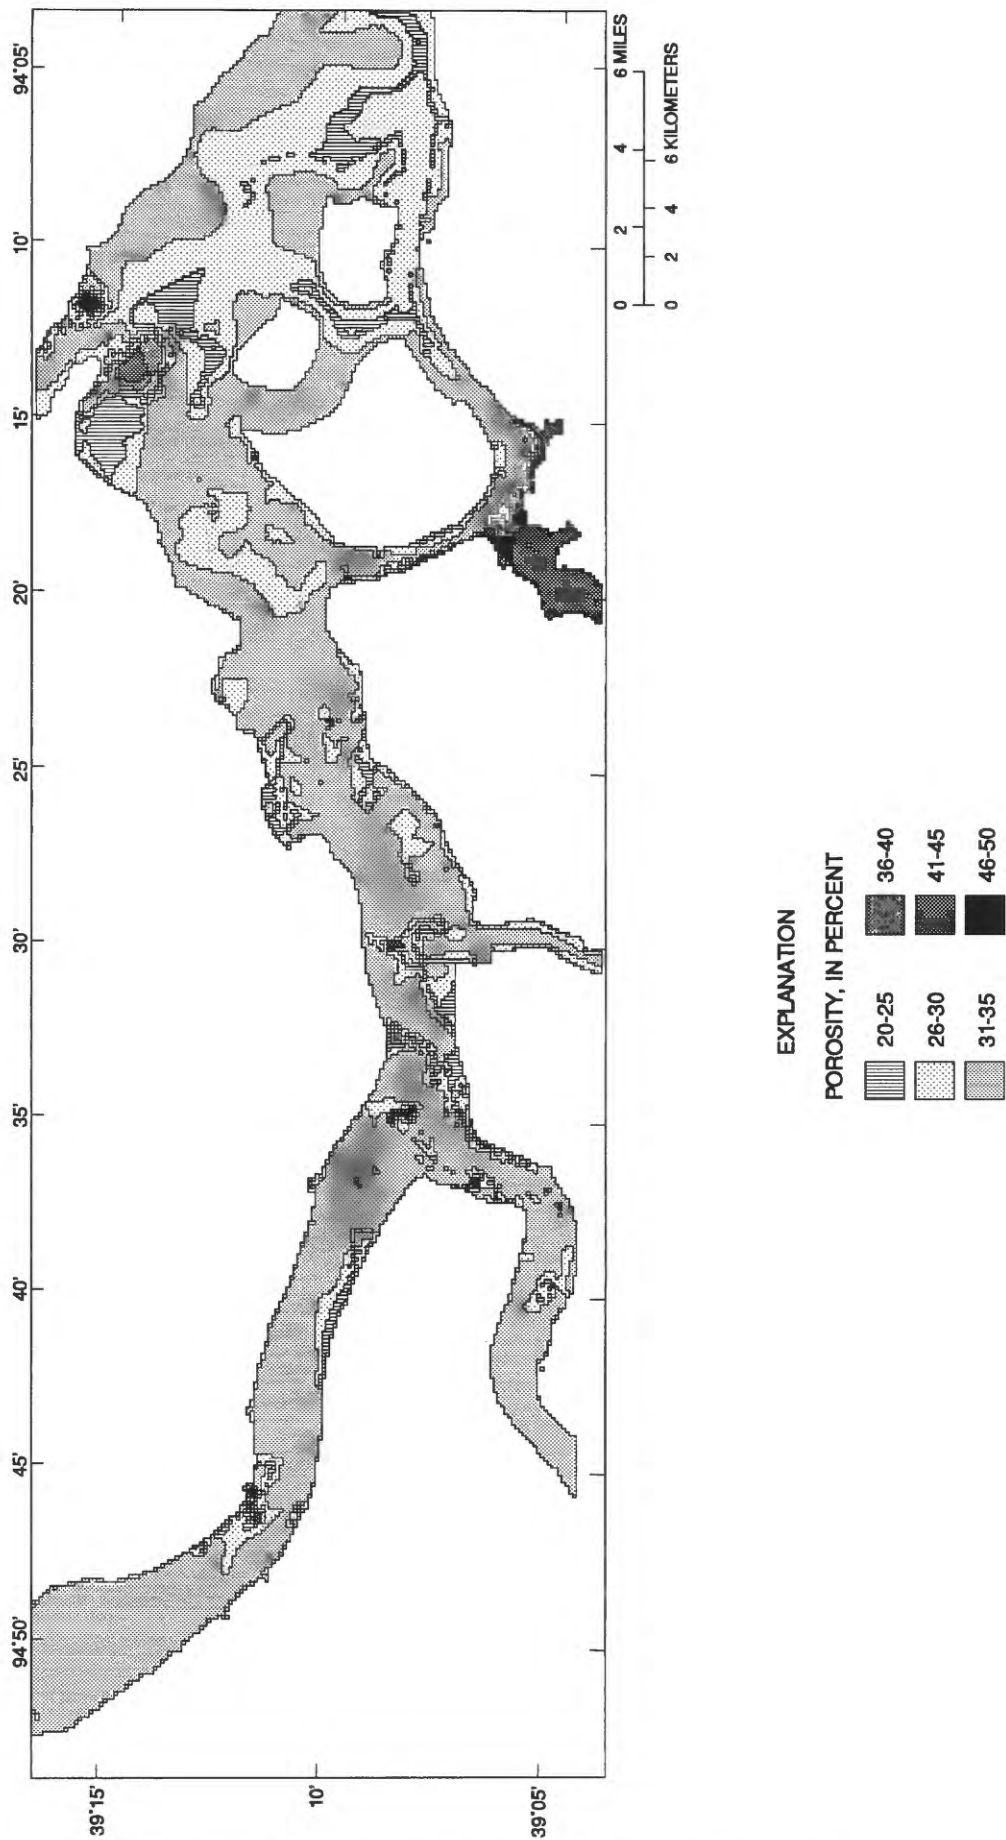 94°50' 45' 40' 35' 30' 25' 20' 15' 10' 94°05'
39°15'
10'
39°05'
0 2 4 6 MILES
0 2 4 6 KILOMETERS
EXPLANATION
POROSITY, IN PERCENT
20-25 36-40
26-30 41-45
31-35 46-50